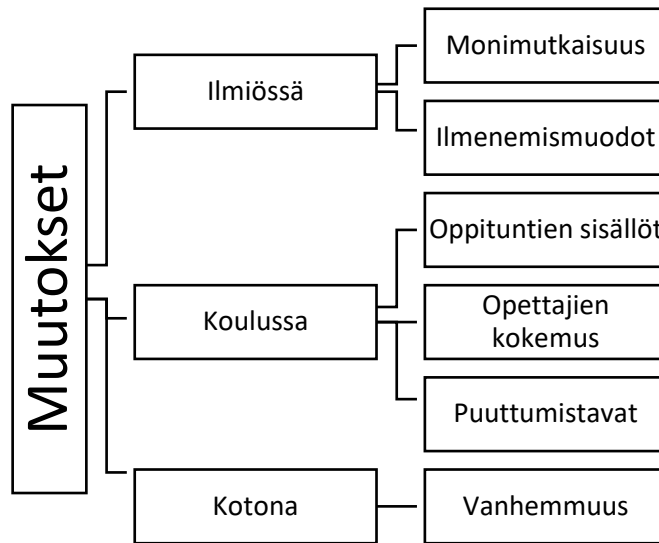 Muutokset
Ilmiössä
Monimutkaisuus
Ilmenemismuodot
Koulussa
Oppituntien sisällöt
Opettajien
kokemus
Puuttumistavat
Kotona
Vanhemmuus